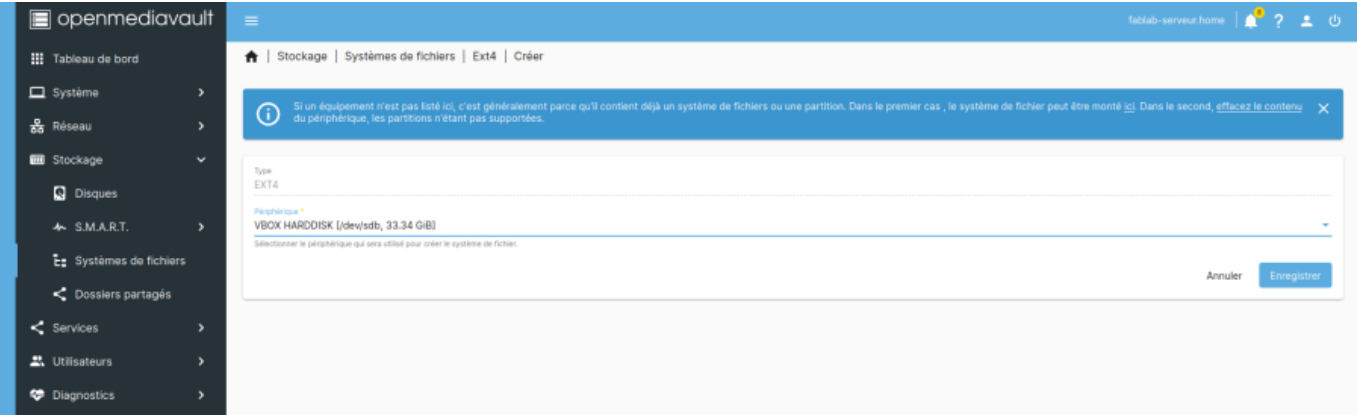 openmediavault
fablab-serveur.home
?
Tableau de bord
Système
Réseau
Stockage
Disques
S.M.A.R.T.
Systèmes de fichiers
Dossiers partagés
Services
Utilisateurs
Diagnostics
| Stockage | Systèmes de fichiers | Ext4 | Créer
Si un équipement n'est pas listé ici, c'est généralement parce qu'il contient déjà un système de fichiers ou une partition. Dans le premier cas , le système de fichier peut être monté ici. Dans le second, effacez le contenu
du périphérique, les partitions n'étant pas supportées.
Type
EXT4
Périphérique *
VBOX HARDDISK [/dev/sdb, 33.34 GiB]
Sélectionner le périphérique qui sera utilisé pour créer le système de fichier.
Annuler
Enregistrer